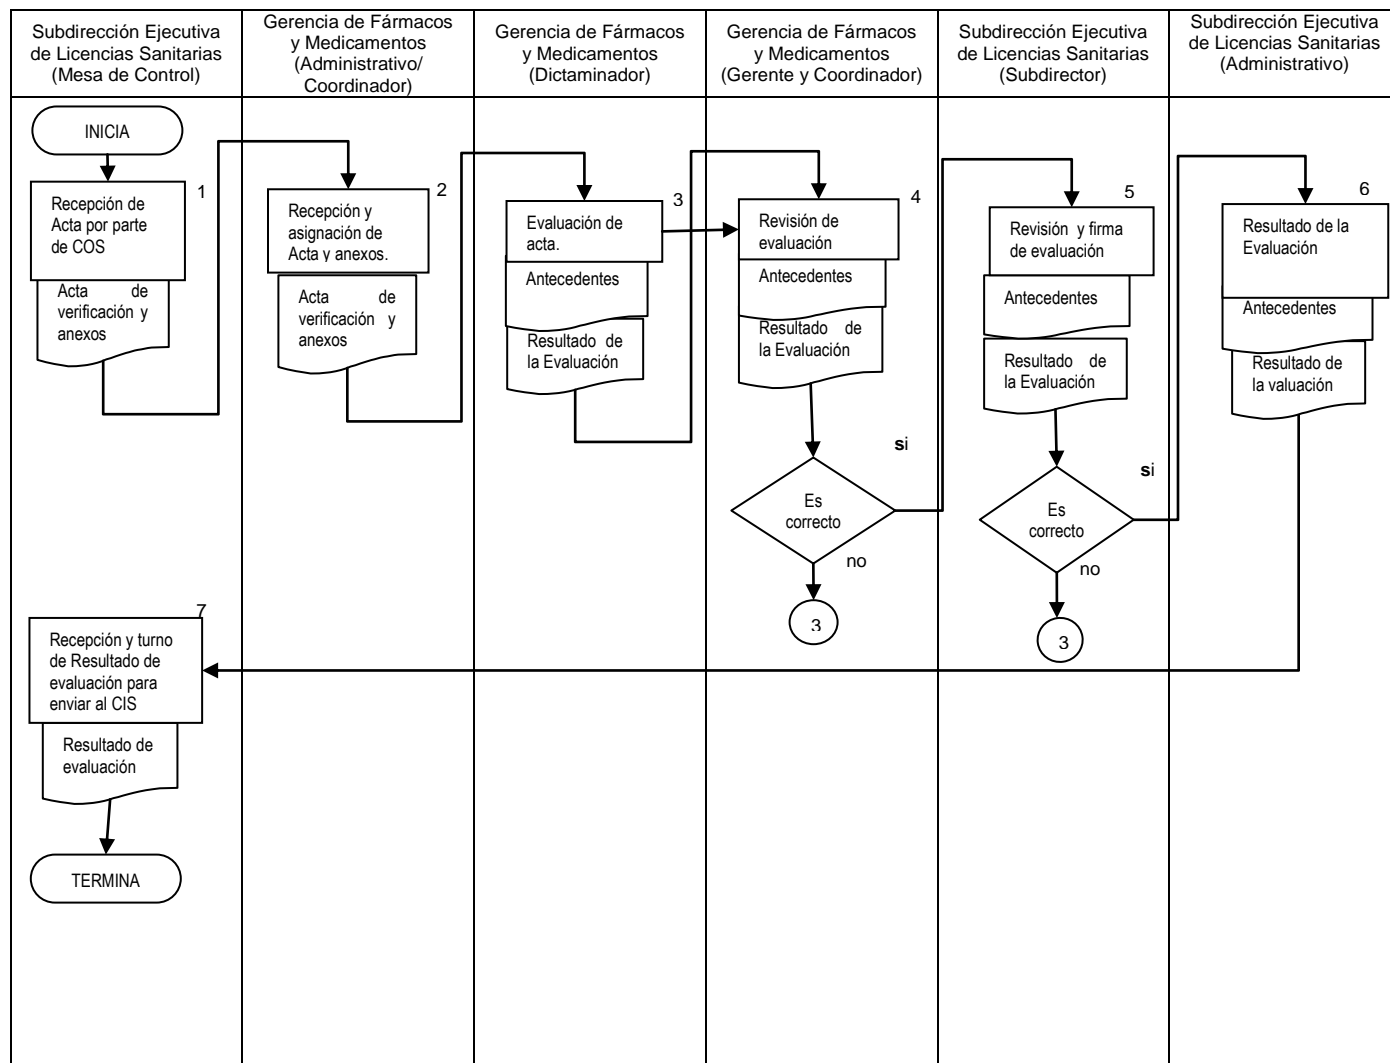 Subdirección Ejecutiva
de Licencias Sanitarias
(Mesa de Control)
Gerencia de Fármacos
y Medicamentos
(Administrativo/
Coordinador)
Gerencia de Fármacos
y Medicamentos
(Dictaminador)
Gerencia de Fármacos
y Medicamentos
(Gerente y Coordinador)
Subdirección Ejecutiva
de Licencias Sanitarias
(Subdirector)
Subdirección Ejecutiva
de Licencias Sanitarias
(Administrativo)
INICIA
1
Recepción de
Acta por parte
de COS
Acta de
verificación y
anexos
2
Recepción y
asignación de
Acta y anexos.
Acta de
verificación y
anexos
3
Evaluación de
acta.
Antecedentes
Resultado de
la Evaluación
4
Revisión de
evaluación
Antecedentes
Resultado de
la Evaluación
si
Es
correcto
no
3
5
Revisión y firma
de evaluación
Antecedentes
Resultado de
la Evaluación
si
Es
correcto
no
3
6
Resultado de la
Evaluación
Antecedentes
Resultado de
la valuación
7
Recepción y turno
de Resultado de
evaluación para
enviar al CIS
Resultado de
evaluación
TERMINA